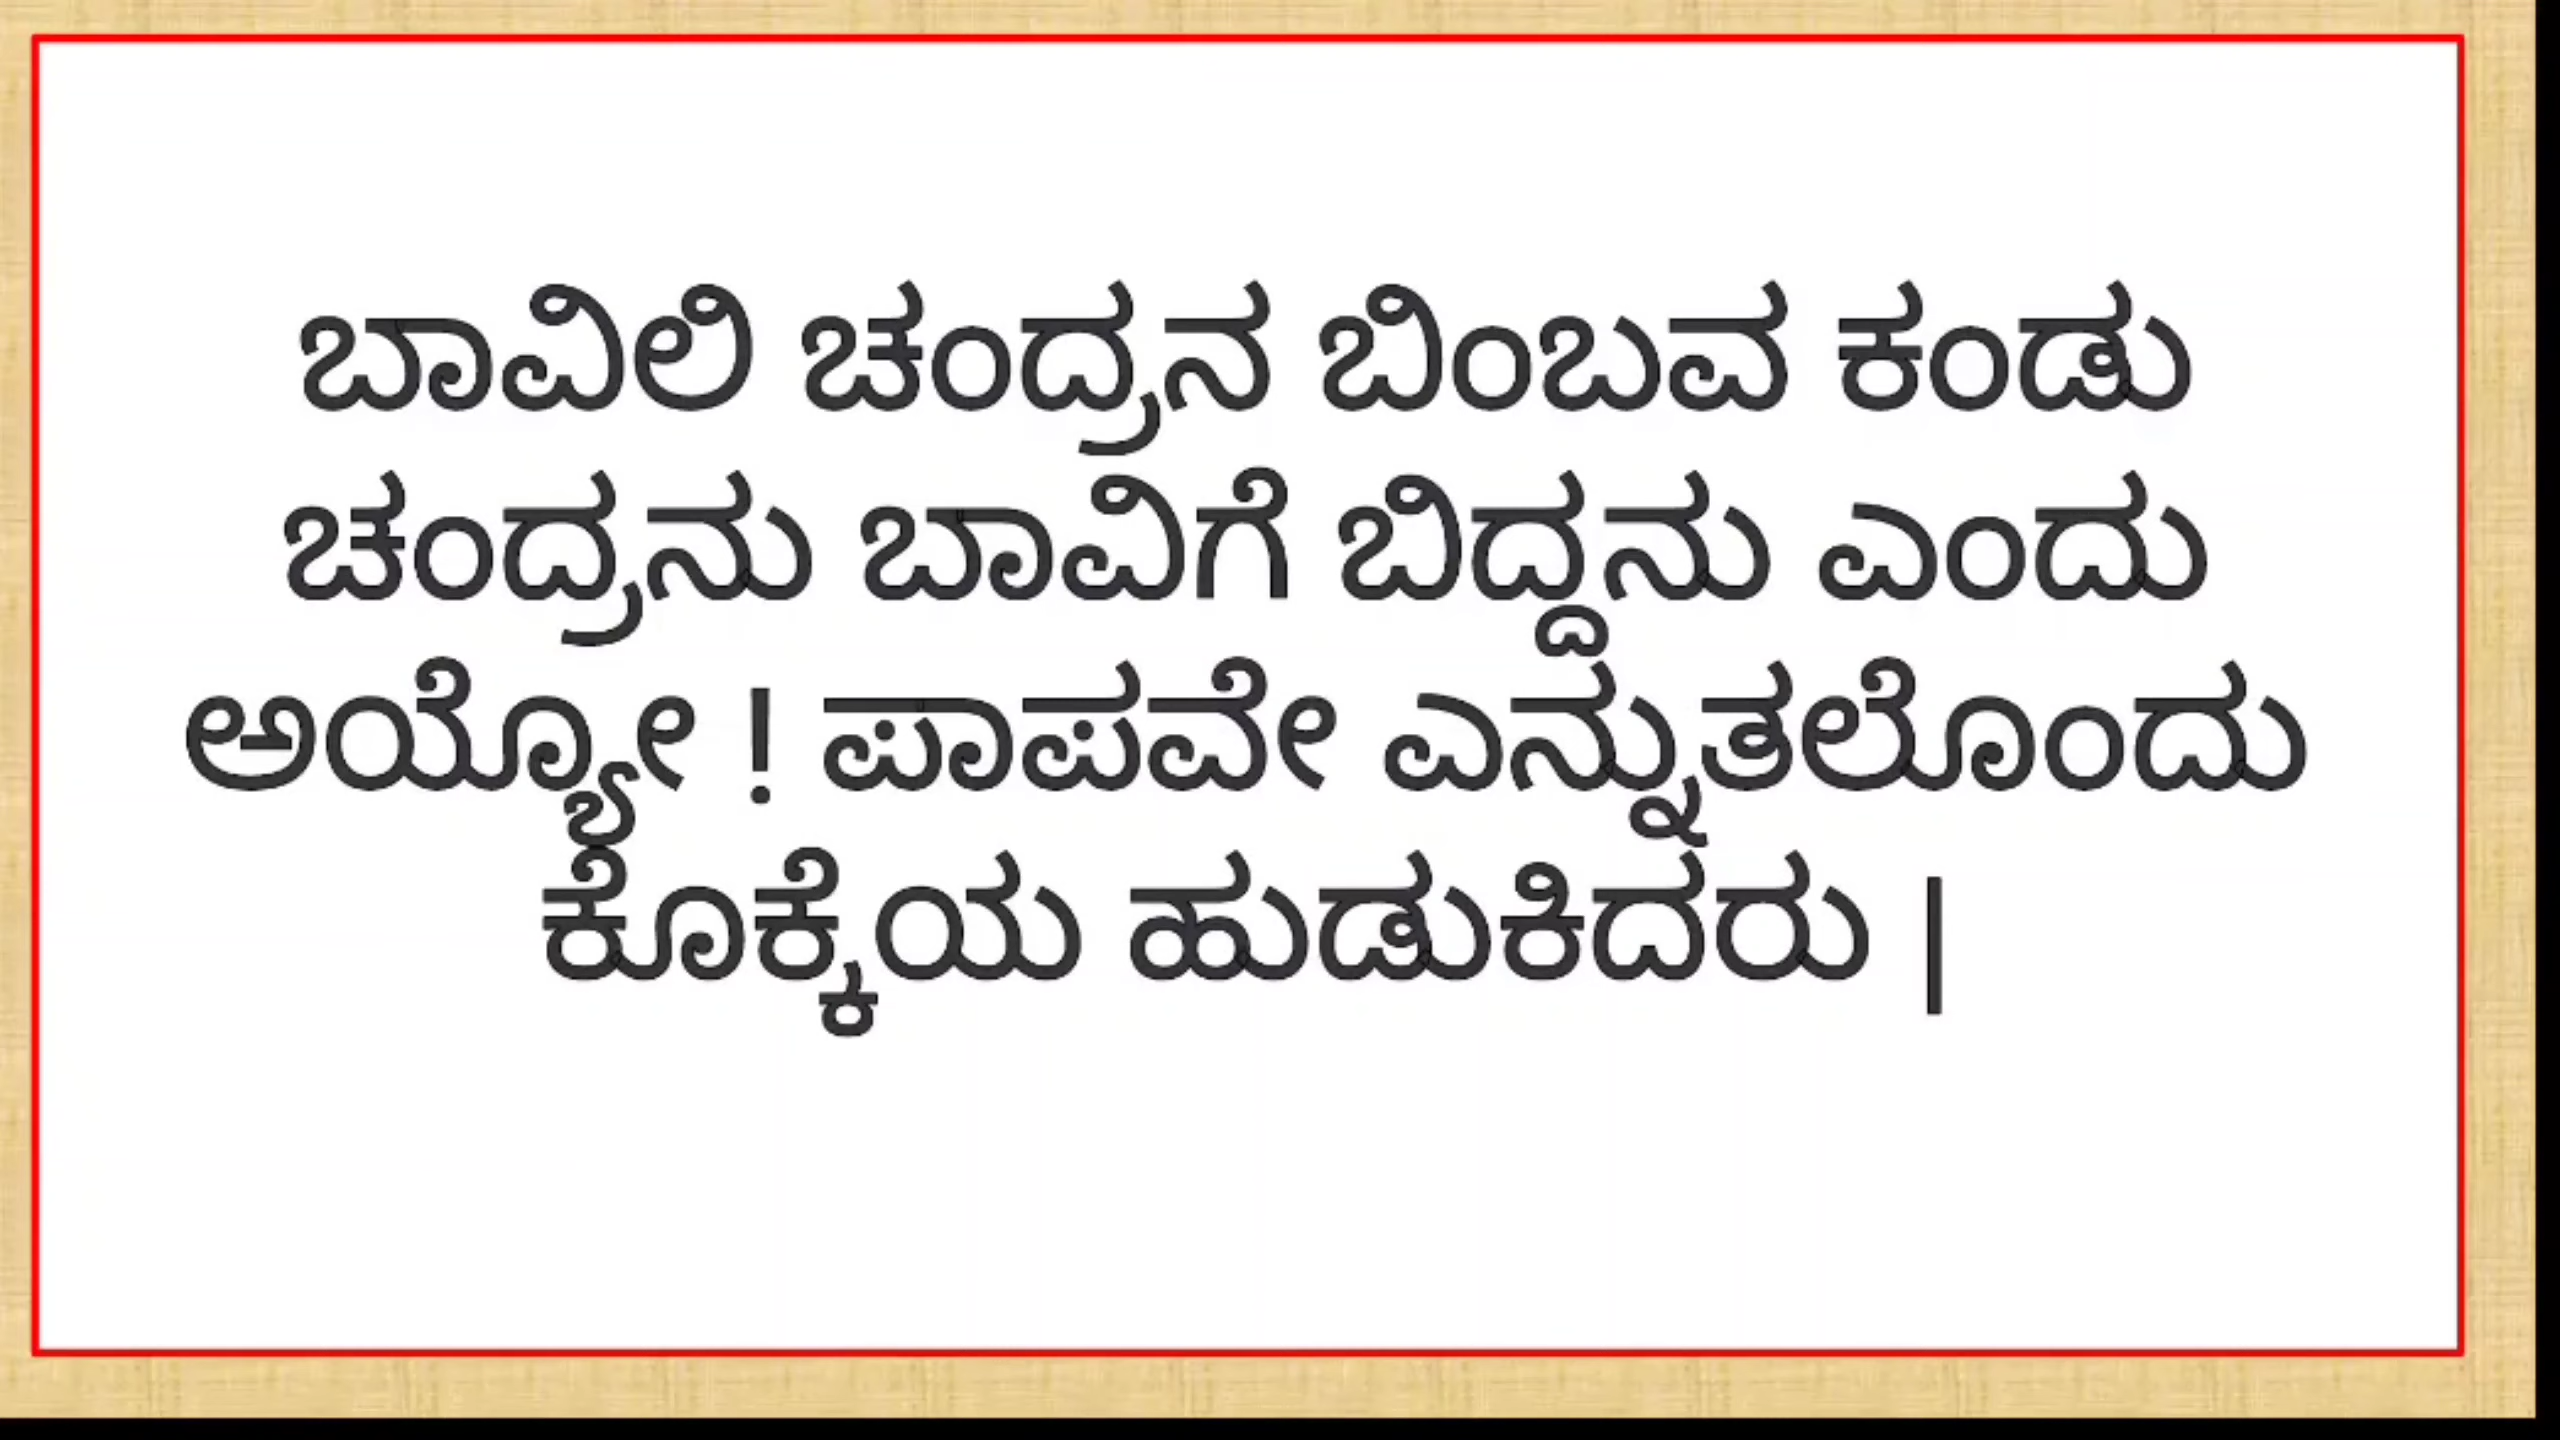 ಬಾವಿಲಿ ಚಂದ್ರನ ಬಿಂಬವ ಕಂಡು
ಚಂದ್ರನು ಬಾವಿಗೆ ಬಿದ್ದನು ಎಂದು
ಅಯ್ಯೋ ! ಪಾಪವೇ ಎನ್ನುತಲೊಂದು
ಕೊಕ್ಕೆಯ ಹುಡುಕಿದರು |